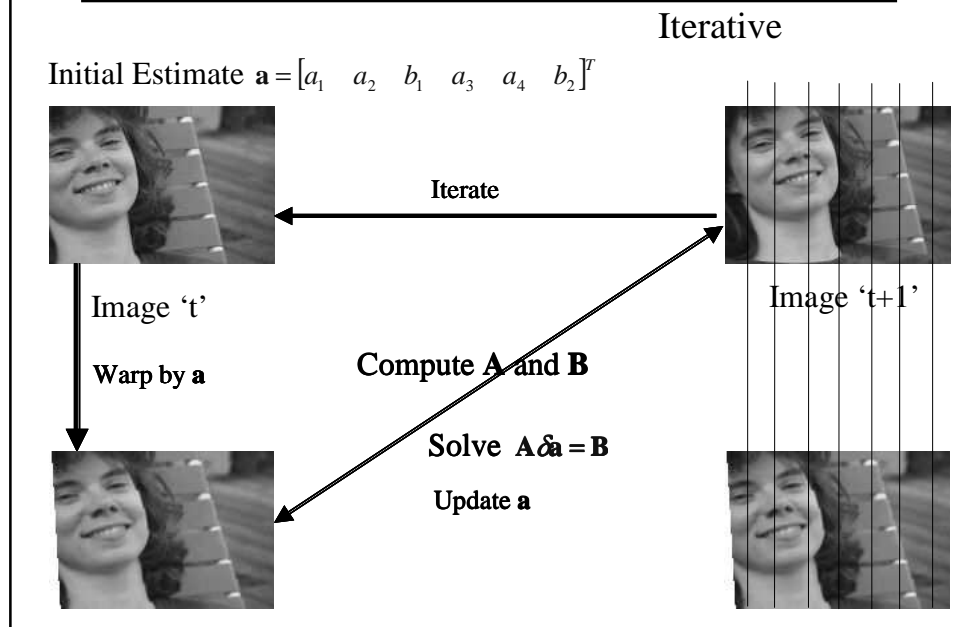 Iterative
Initial Estimate a = [a₁ a₂ b₁ a₃ a₄ b₂]ᵀ
Iterate
Image ‘t’
Image ‘t+1’
Warp by a
Compute A and B
Solve Aδa = B
Update a